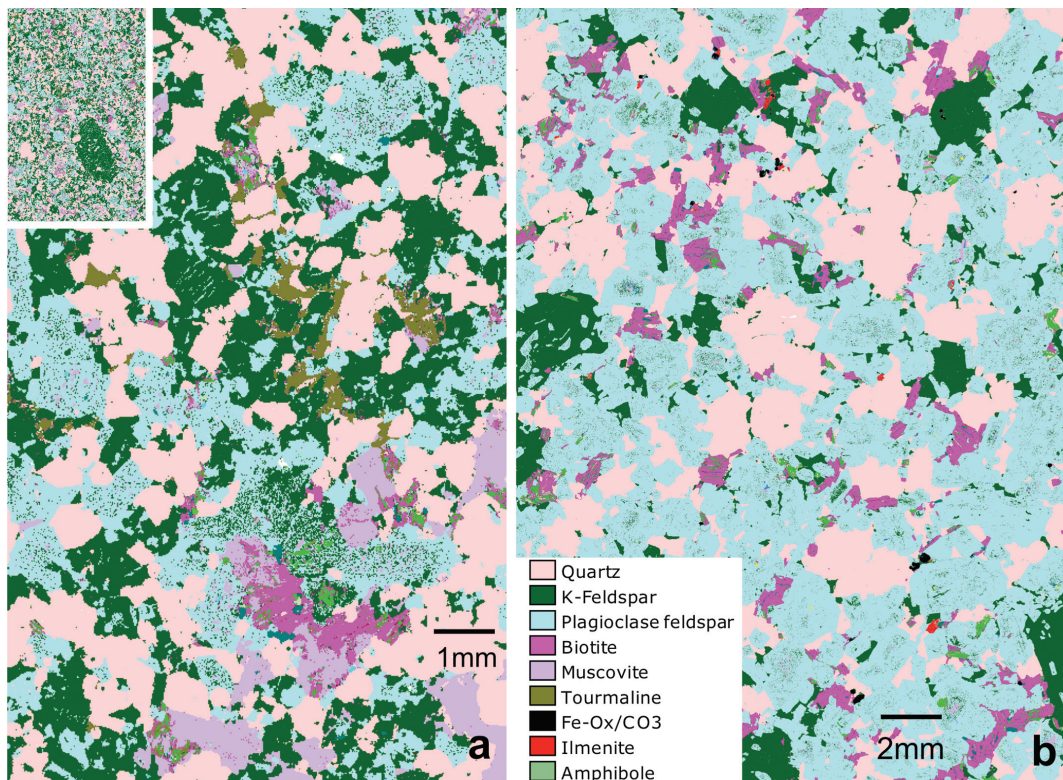 1mm
a
Quartz
K-Feldspar
Plagioclase feldspar
Biotite
Muscovite
Tourmaline
Fe-Ox/CO3
Ilmenite
Amphibole
2mm
b